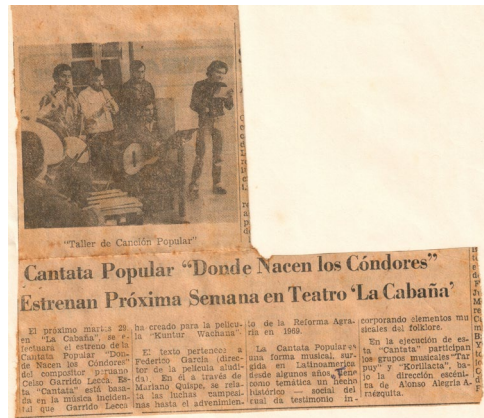 "Taller de Canción Popular"
Cantata Popular "Donde Nacen los Cóndores"
Estrenan Próxima Semana en Teatro 'La Cabaña'
El próximo martes 29
en "La Cabaña", se e-
fectuará el estreno de la
Cantata Popular "Don-
de Nacen los Cóndores"
del compositor peruano
Celso Garrido Lecca. Es-
ta "Cantata" está basa-
da en la música inciden-
tal que Garrido Lecca
ha creado para la pelícu-
la "Kuntur Wachana".
El texto pertenece a
Federico García (direc-
tor de la película aludi-
da). En él a través de
Mariano Quispe, se rela-
ta las luchas campesi-
nas hasta el advenimien-
to de la Reforma Agra-
ria en 1969.
La Cantata Popular es
una forma musical, sur-
gida en Latinoamérica
desde algunos años. Tiene
como temática un hecho
histórico — social del
cual da testimonio in-
corporando elementos mu
sicales del folklore.
En la ejecución de es-
ta "Cantata" participan
los grupos musicales "Tar
puy" y "Korillacta", ba-
jo la dirección escéni-
ca de Alonso Alegría A-
mézquita.